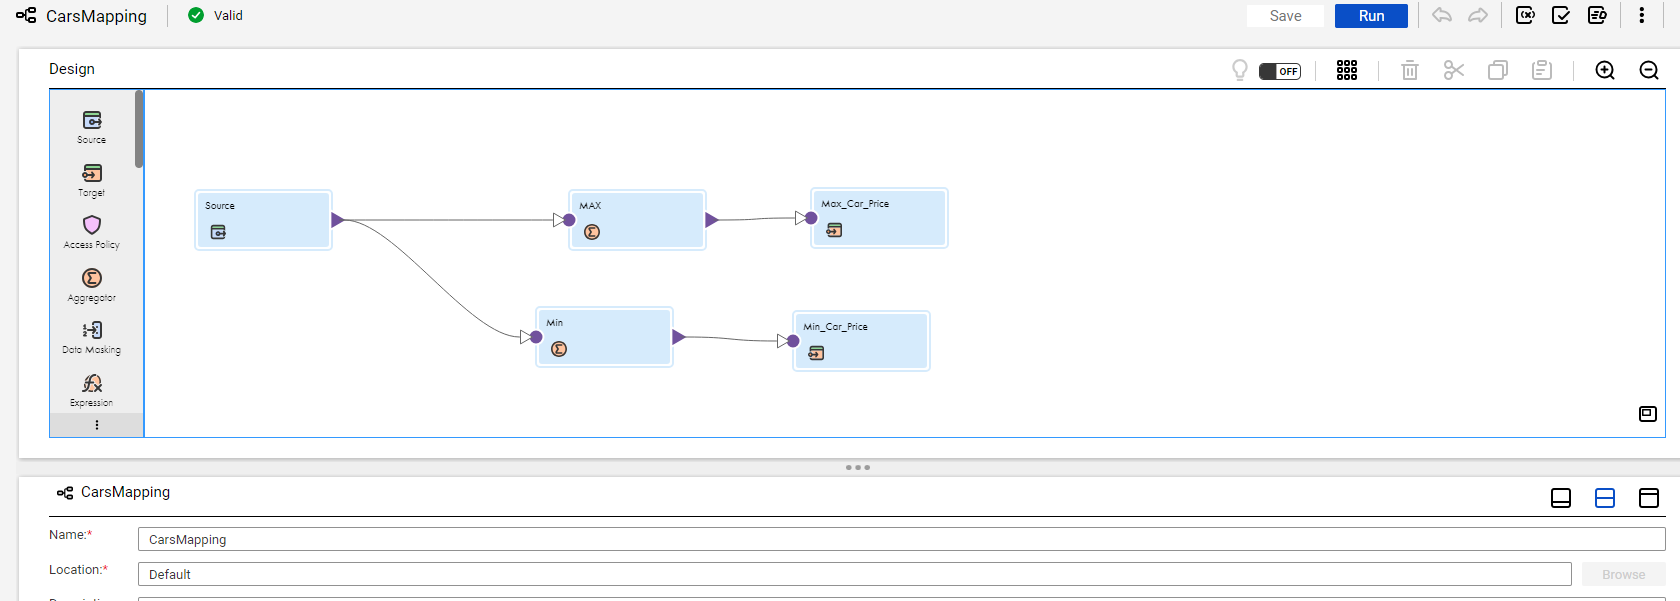 CarsMapping
Valid
Save
Run
Design
OFF
Source
Target
Access Policy
Aggregator
Data Masking
Expression
Source
MAX
Max_Car_Price
Min
Min_Car_Price
CarsMapping
Name:*
CarsMapping
Location:*
Default
Browse